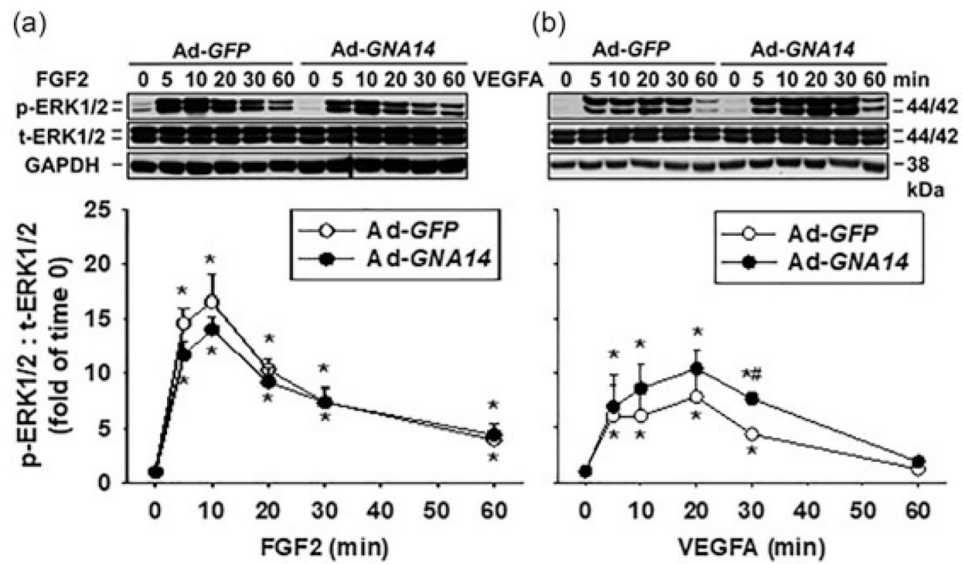 (a)
Ad-GFP Ad-GNA14
FGF2 0 5 10 20 30 60 0 5 10 20 30 60
p-ERK1/2
t-ERK1/2
GAPDH
(b)
Ad-GFP Ad-GNA14
VEGFA 0 5 10 20 30 60 0 5 10 20 30 60 min
44/42
44/42
38
kDa
p-ERK1/2 : t-ERK1/2
(fold of time 0)
25
20
15
10
5
0
Ad-GFP
Ad-GNA14
* * * * *
* * * * *
0 10 20 30 40 50 60
FGF2 (min)
Ad-GFP
Ad-GNA14
* * * *#
* * * *
0 10 20 30 40 50 60
VEGFA (min)